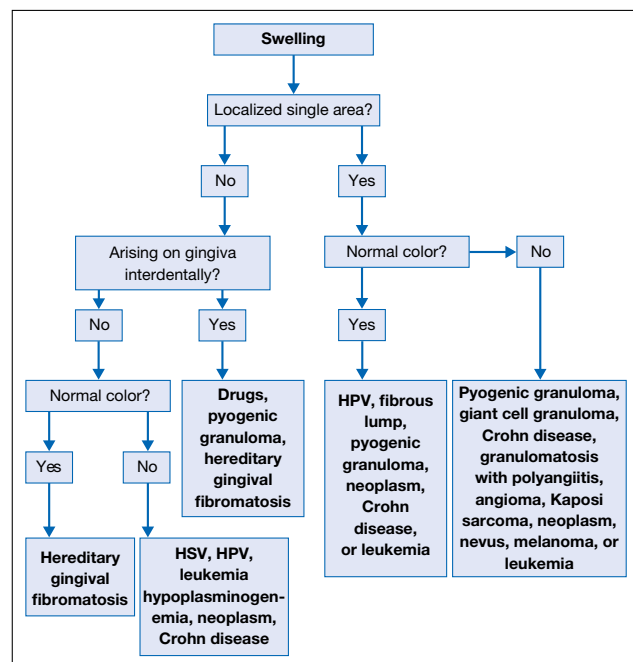 Swelling
Localized single area?
No
Yes
Arising on gingiva
interdentally?
Normal color?
No
No
Yes
Yes
Normal color?
Drugs,
pyogenic
granuloma,
hereditary
gingival
fibromatosis
HPV, fibrous
lump,
pyogenic
granuloma,
neoplasm,
Crohn
disease,
or leukemia
Pyogenic granuloma,
giant cell granuloma,
Crohn disease,
granulomatosis
with polyangiitis,
angioma, Kaposi
sarcoma, neoplasm,
nevus, melanoma, or
leukemia
Yes
No
Hereditary
gingival
fibromatosis
HSV, HPV,
leukemia
hypoplasminogen-
emia, neoplasm,
Crohn disease